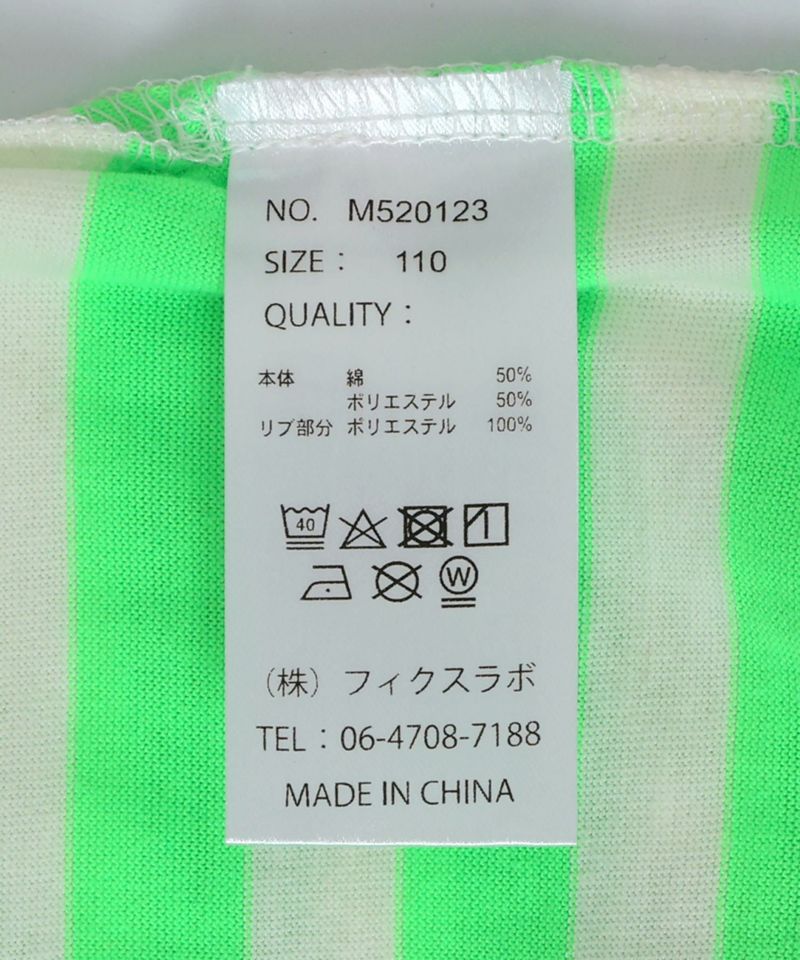 NO. M520123
SIZE： 110
QUALITY：
本体 綿 50%
ポリエステル 50%
リブ部分 ポリエステル 100%
40
W
（株）フィクスラボ
TEL：06-4708-7188
MADE IN CHINA